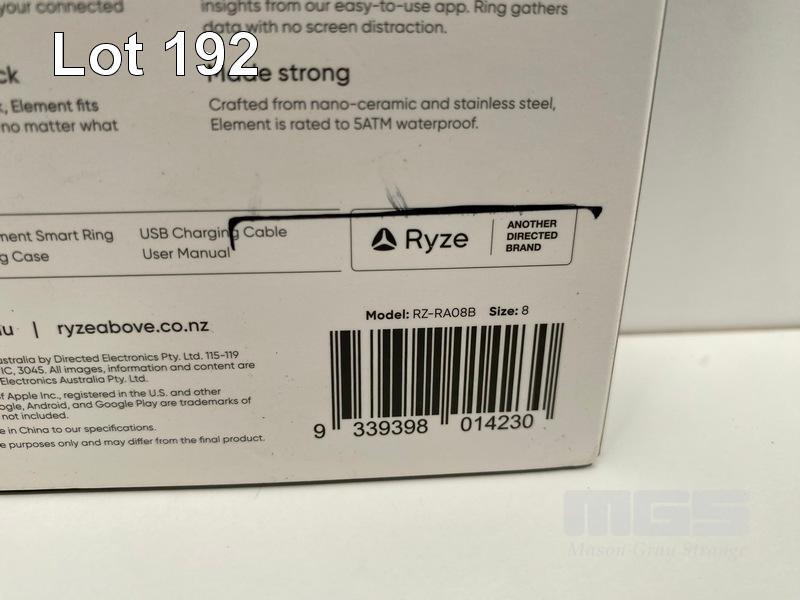 your connected
insights from our easy-to-use app. Ring gathers
data with no screen distraction.
Lot 192
Made strong
, Element fits
no matter what
Crafted from nano-ceramic and stainless steel,
Element is rated to 5ATM waterproof.
Smart Ring
Case
USB Charging Cable
User Manual
Ryze
ANOTHER
DIRECTED
BRAND
| ryzeabove.co.nz
Model: RZ-RA08B Size: 8
by Directed Electronics Pty. Ltd. 115-119
IC, 3045. All images, information and content are
Electronics Australia Pty. Ltd.
Apple Inc., registered in the U.S. and other
Android, and Google Play are trademarks of
not included.
in China to our specifications.
purposes only and may differ from the final product.
9 339398 014230
MGS
Mason Gray Strange